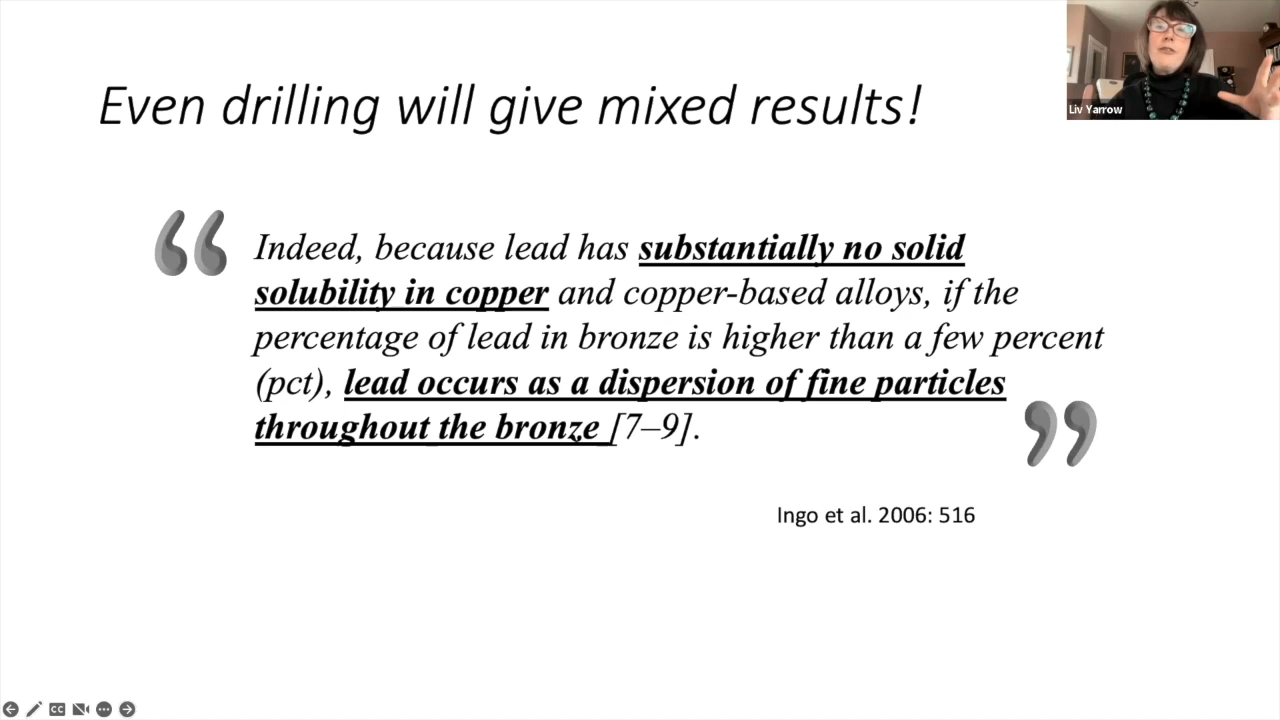 Even drilling will give mixed results!
Liv Yarrow
“
Indeed, because lead has substantially no solid
solubility in copper and copper-based alloys, if the
percentage of lead in bronze is higher than a few percent
(pct), lead occurs as a dispersion of fine particles
throughout the bronze [7–9].
”
Ingo et al. 2006: 516
CC